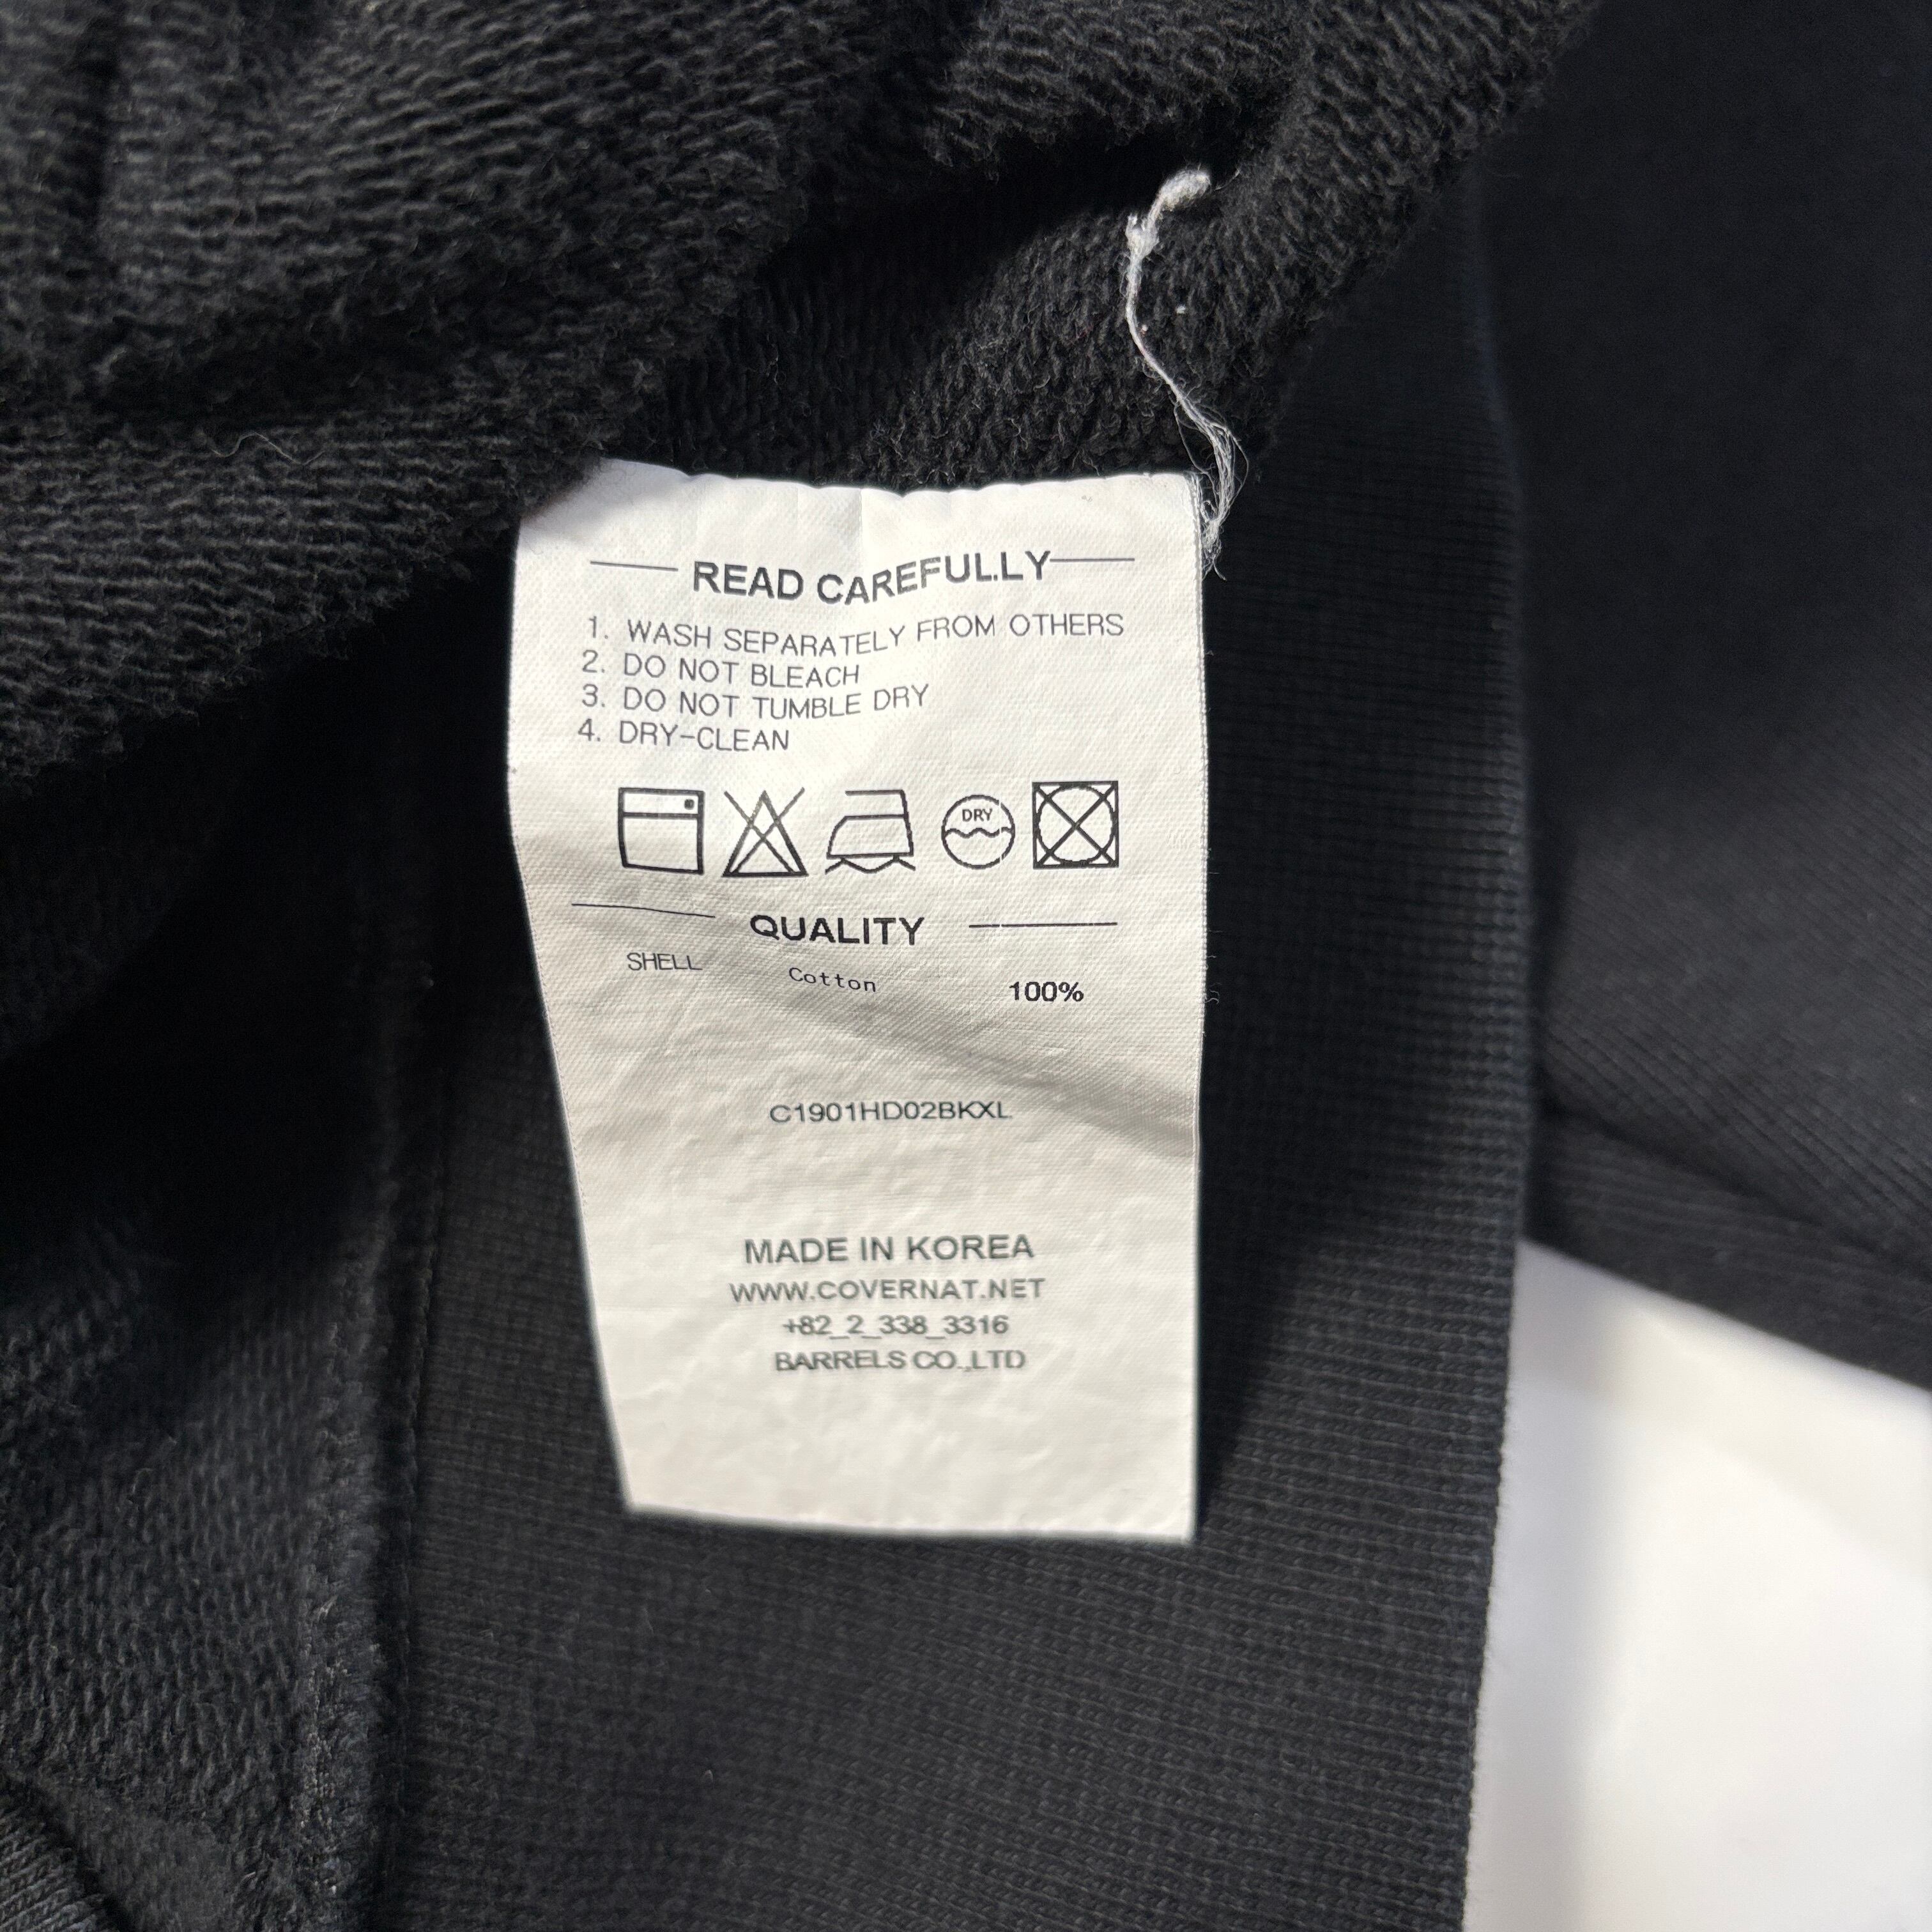 READ CAREFULLY
1. WASH SEPARATELY FROM OTHERS
2. DO NOT BLEACH
3. DO NOT TUMBLE DRY
4. DRY-CLEAN
DRY
QUALITY
SHELL Cotton 100%
C1901HD02BKXL
MADE IN KOREA
WWW.COVERNAT.NET
+82_2_338_3316
BARRELS CO.,LTD